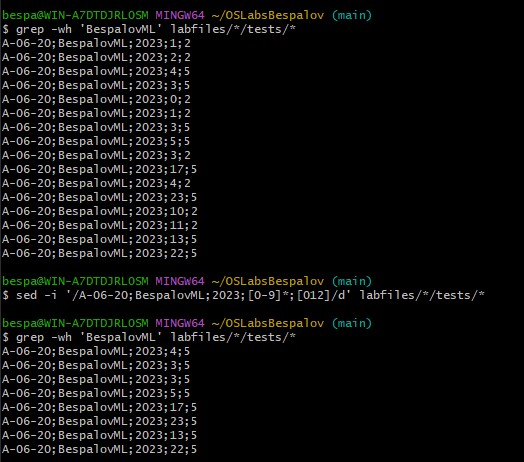 bespa@WIN-A7DTDJRLOSM MINGW64 ~/OSLabsBespalov (main)
$ grep -wh 'BespalovML' labfiles/*/tests/*
A-06-20;BespalovML;2023;1;2
A-06-20;BespalovML;2023;2;2
A-06-20;BespalovML;2023;4;5
A-06-20;BespalovML;2023;3;5
A-06-20;BespalovML;2023;0;2
A-06-20;BespalovML;2023;1;2
A-06-20;BespalovML;2023;3;5
A-06-20;BespalovML;2023;5;5
A-06-20;BespalovML;2023;3;2
A-06-20;BespalovML;2023;17;5
A-06-20;BespalovML;2023;4;2
A-06-20;BespalovML;2023;23;5
A-06-20;BespalovML;2023;10;2
A-06-20;BespalovML;2023;11;2
A-06-20;BespalovML;2023;13;5
A-06-20;BespalovML;2023;22;5
bespa@WIN-A7DTDJRLOSM MINGW64 ~/OSLabsBespalov (main)
$ sed -i '/A-06-20;BespalovML;2023;[0-9]*;[012]/d' labfiles/*/tests/*
bespa@WIN-A7DTDJRLOSM MINGW64 ~/OSLabsBespalov (main)
$ grep -wh 'BespalovML' labfiles/*/tests/*
A-06-20;BespalovML;2023;4;5
A-06-20;BespalovML;2023;3;5
A-06-20;BespalovML;2023;3;5
A-06-20;BespalovML;2023;5;5
A-06-20;BespalovML;2023;17;5
A-06-20;BespalovML;2023;23;5
A-06-20;BespalovML;2023;13;5
A-06-20;BespalovML;2023;22;5